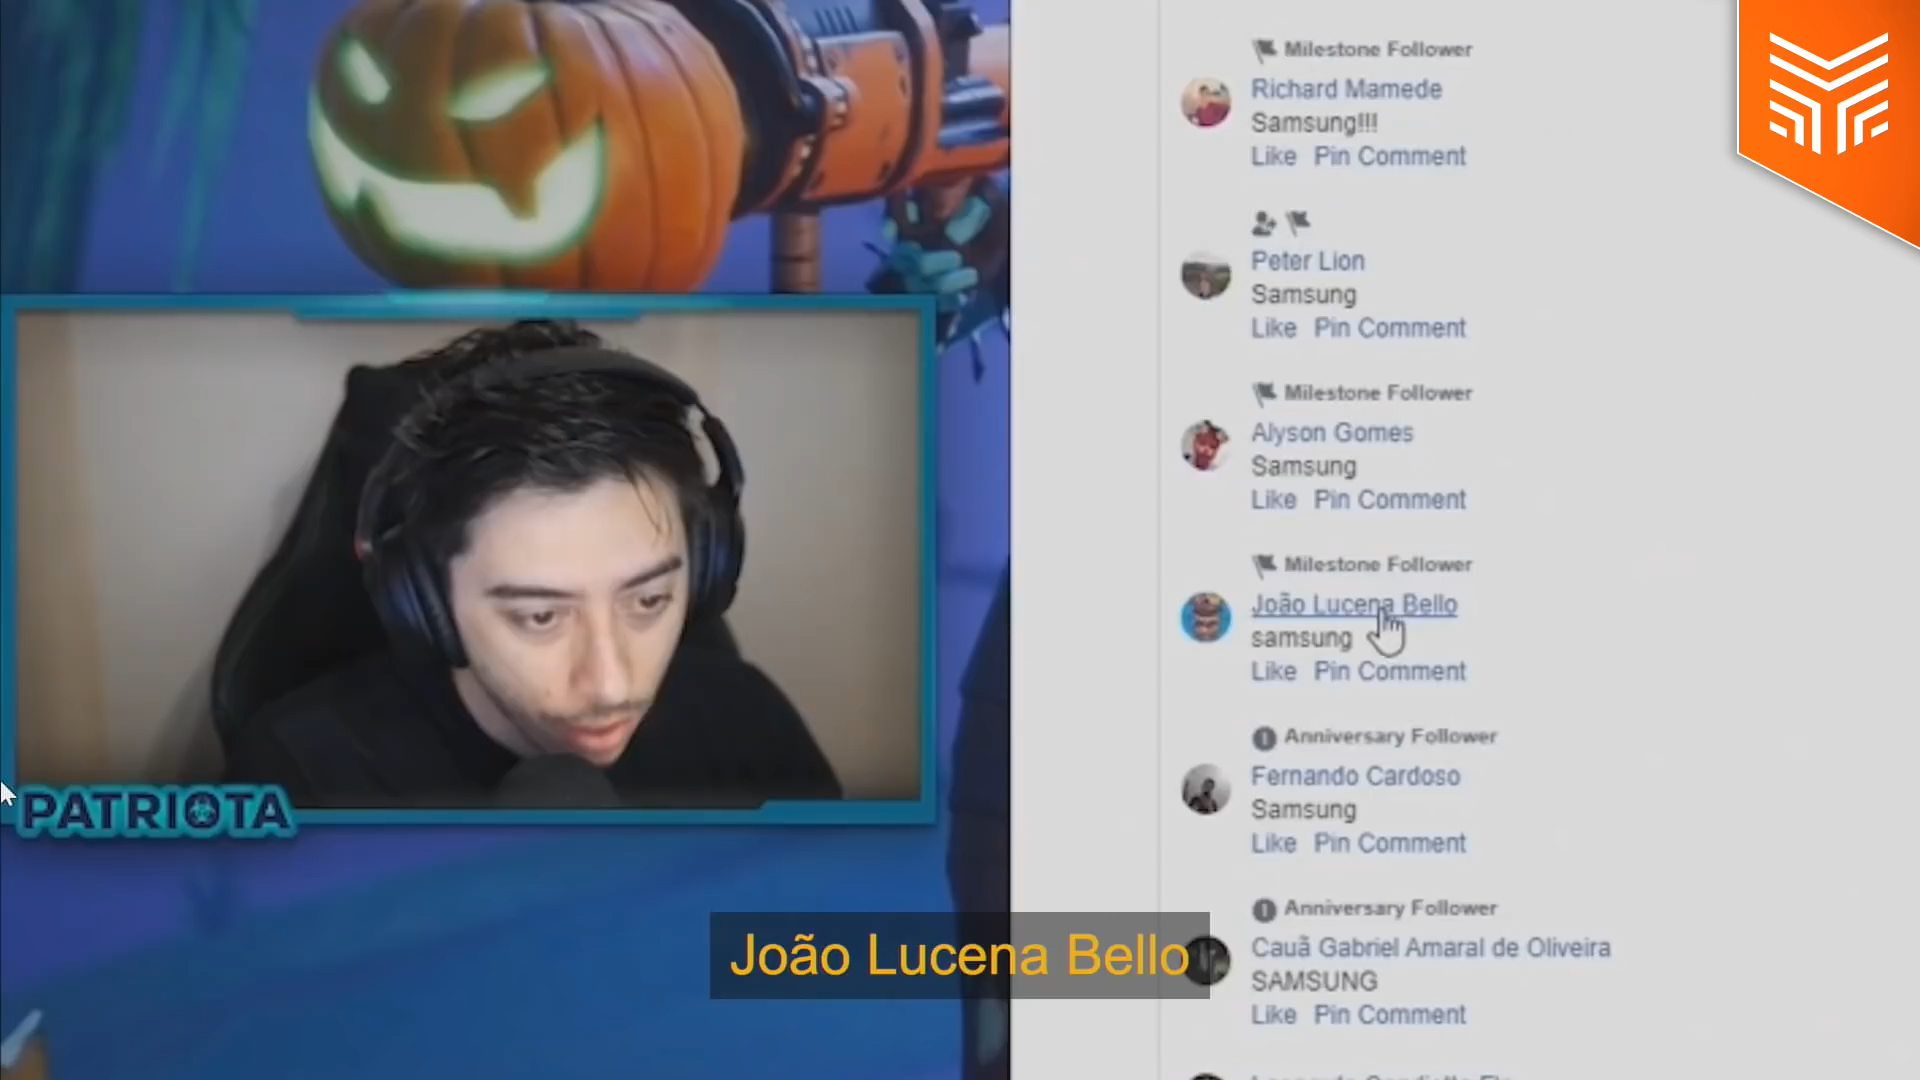 Milestone Follower
Richard Mamede
Samsung!!!
Like Pin Comment
Peter Lion
Samsung
Like Pin Comment
Milestone Follower
Alyson Gomes
Samsung
Like Pin Comment
Milestone Follower
João Lucena Bello
samsung
Like Pin Comment
Anniversary Follower
Fernando Cardoso
Samsung
Like Pin Comment
Anniversary Follower
Cauã Gabriel Amaral de Oliveira
SAMSUNG
Like Pin Comment
PATRIOTA
João Lucena Bello